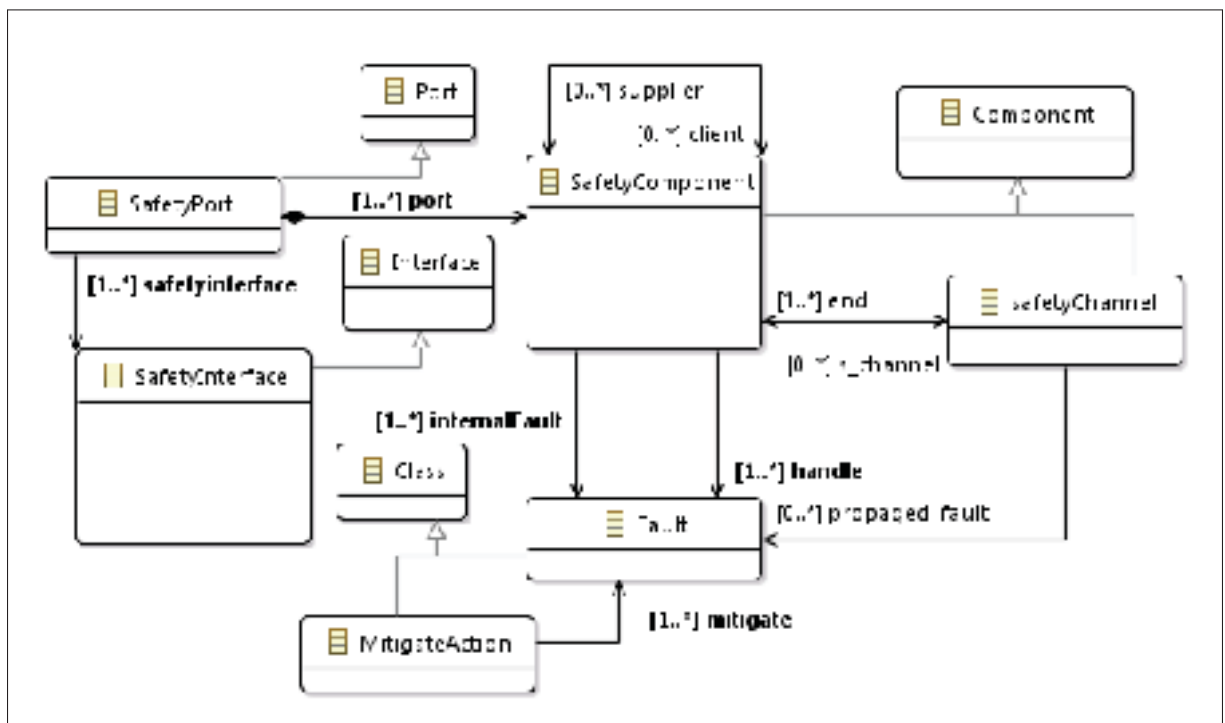 Port
[0..*] supplier
Component
[0..*] client
SafetyComponent
SafetyPort
[1..*] port
Interface
[1..*] safetyinterface
[1..*] end
safetyChannel
SafetyInterface
[0..*] s_channel
[1..*] internalFault
Class
[1..*] handle
Fault
[0..*] propaged_fault
[1..*] mitigate
MitigateAction